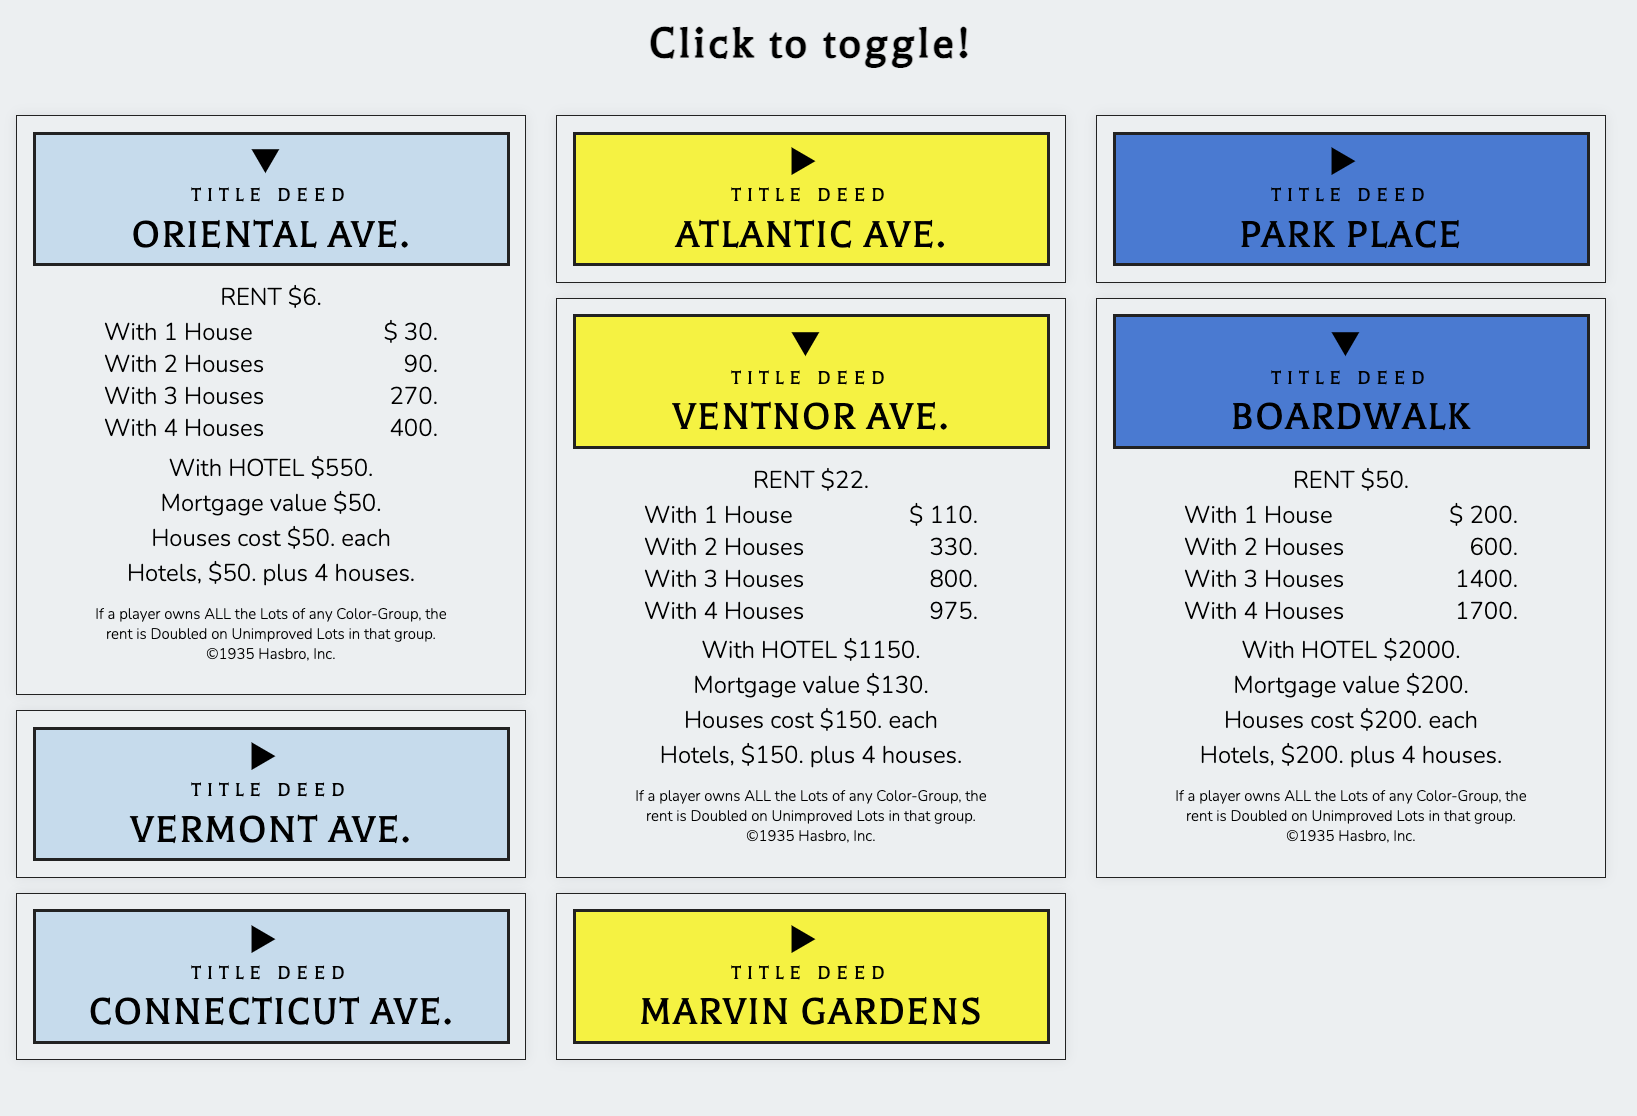 Click to toggle!
TITLE DEED
ORIENTAL AVE.
RENT $6.
With 1 House $ 30.
With 2 Houses 90.
With 3 Houses 270.
With 4 Houses 400.
With HOTEL $550.
Mortgage value $50.
Houses cost $50. each
Hotels, $50. plus 4 houses.
If a player owns ALL the Lots of any Color-Group, the
rent is Doubled on Unimproved Lots in that group.
©1935 Hasbro, Inc.
TITLE DEED
VERMONT AVE.
TITLE DEED
CONNECTICUT AVE.
TITLE DEED
ATLANTIC AVE.
TITLE DEED
VENTNOR AVE.
RENT $22.
With 1 House $ 110.
With 2 Houses 330.
With 3 Houses 800.
With 4 Houses 975.
With HOTEL $1150.
Mortgage value $130.
Houses cost $150. each
Hotels, $150. plus 4 houses.
If a player owns ALL the Lots of any Color-Group, the
rent is Doubled on Unimproved Lots in that group.
©1935 Hasbro, Inc.
TITLE DEED
MARVIN GARDENS
TITLE DEED
PARK PLACE
TITLE DEED
BOARDWALK
RENT $50.
With 1 House $ 200.
With 2 Houses 600.
With 3 Houses 1400.
With 4 Houses 1700.
With HOTEL $2000.
Mortgage value $200.
Houses cost $200. each
Hotels, $200. plus 4 houses.
If a player owns ALL the Lots of any Color-Group, the
rent is Doubled on Unimproved Lots in that group.
©1935 Hasbro, Inc.